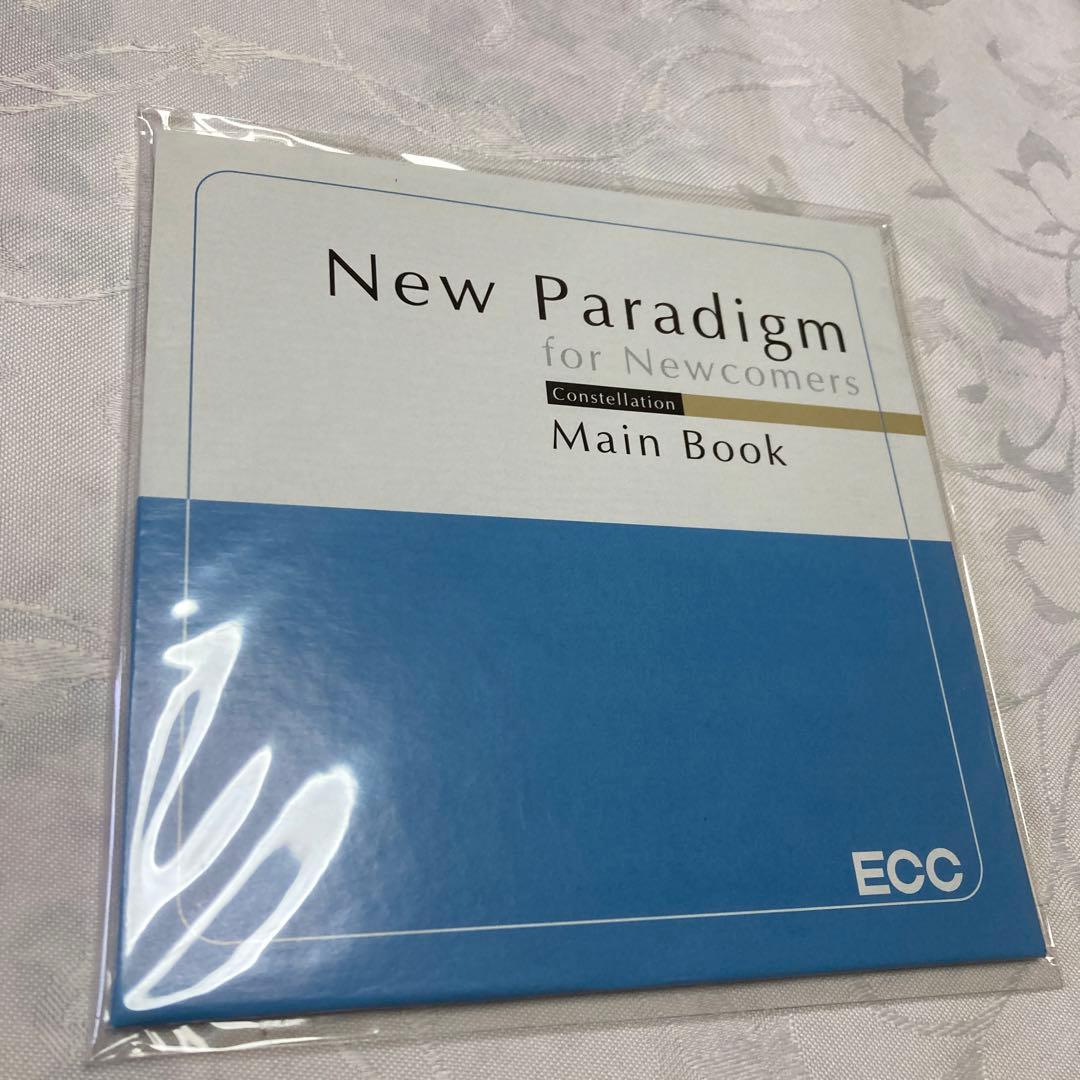 New Paradigm
for Newcomers
Constellation
Main Book
ECC